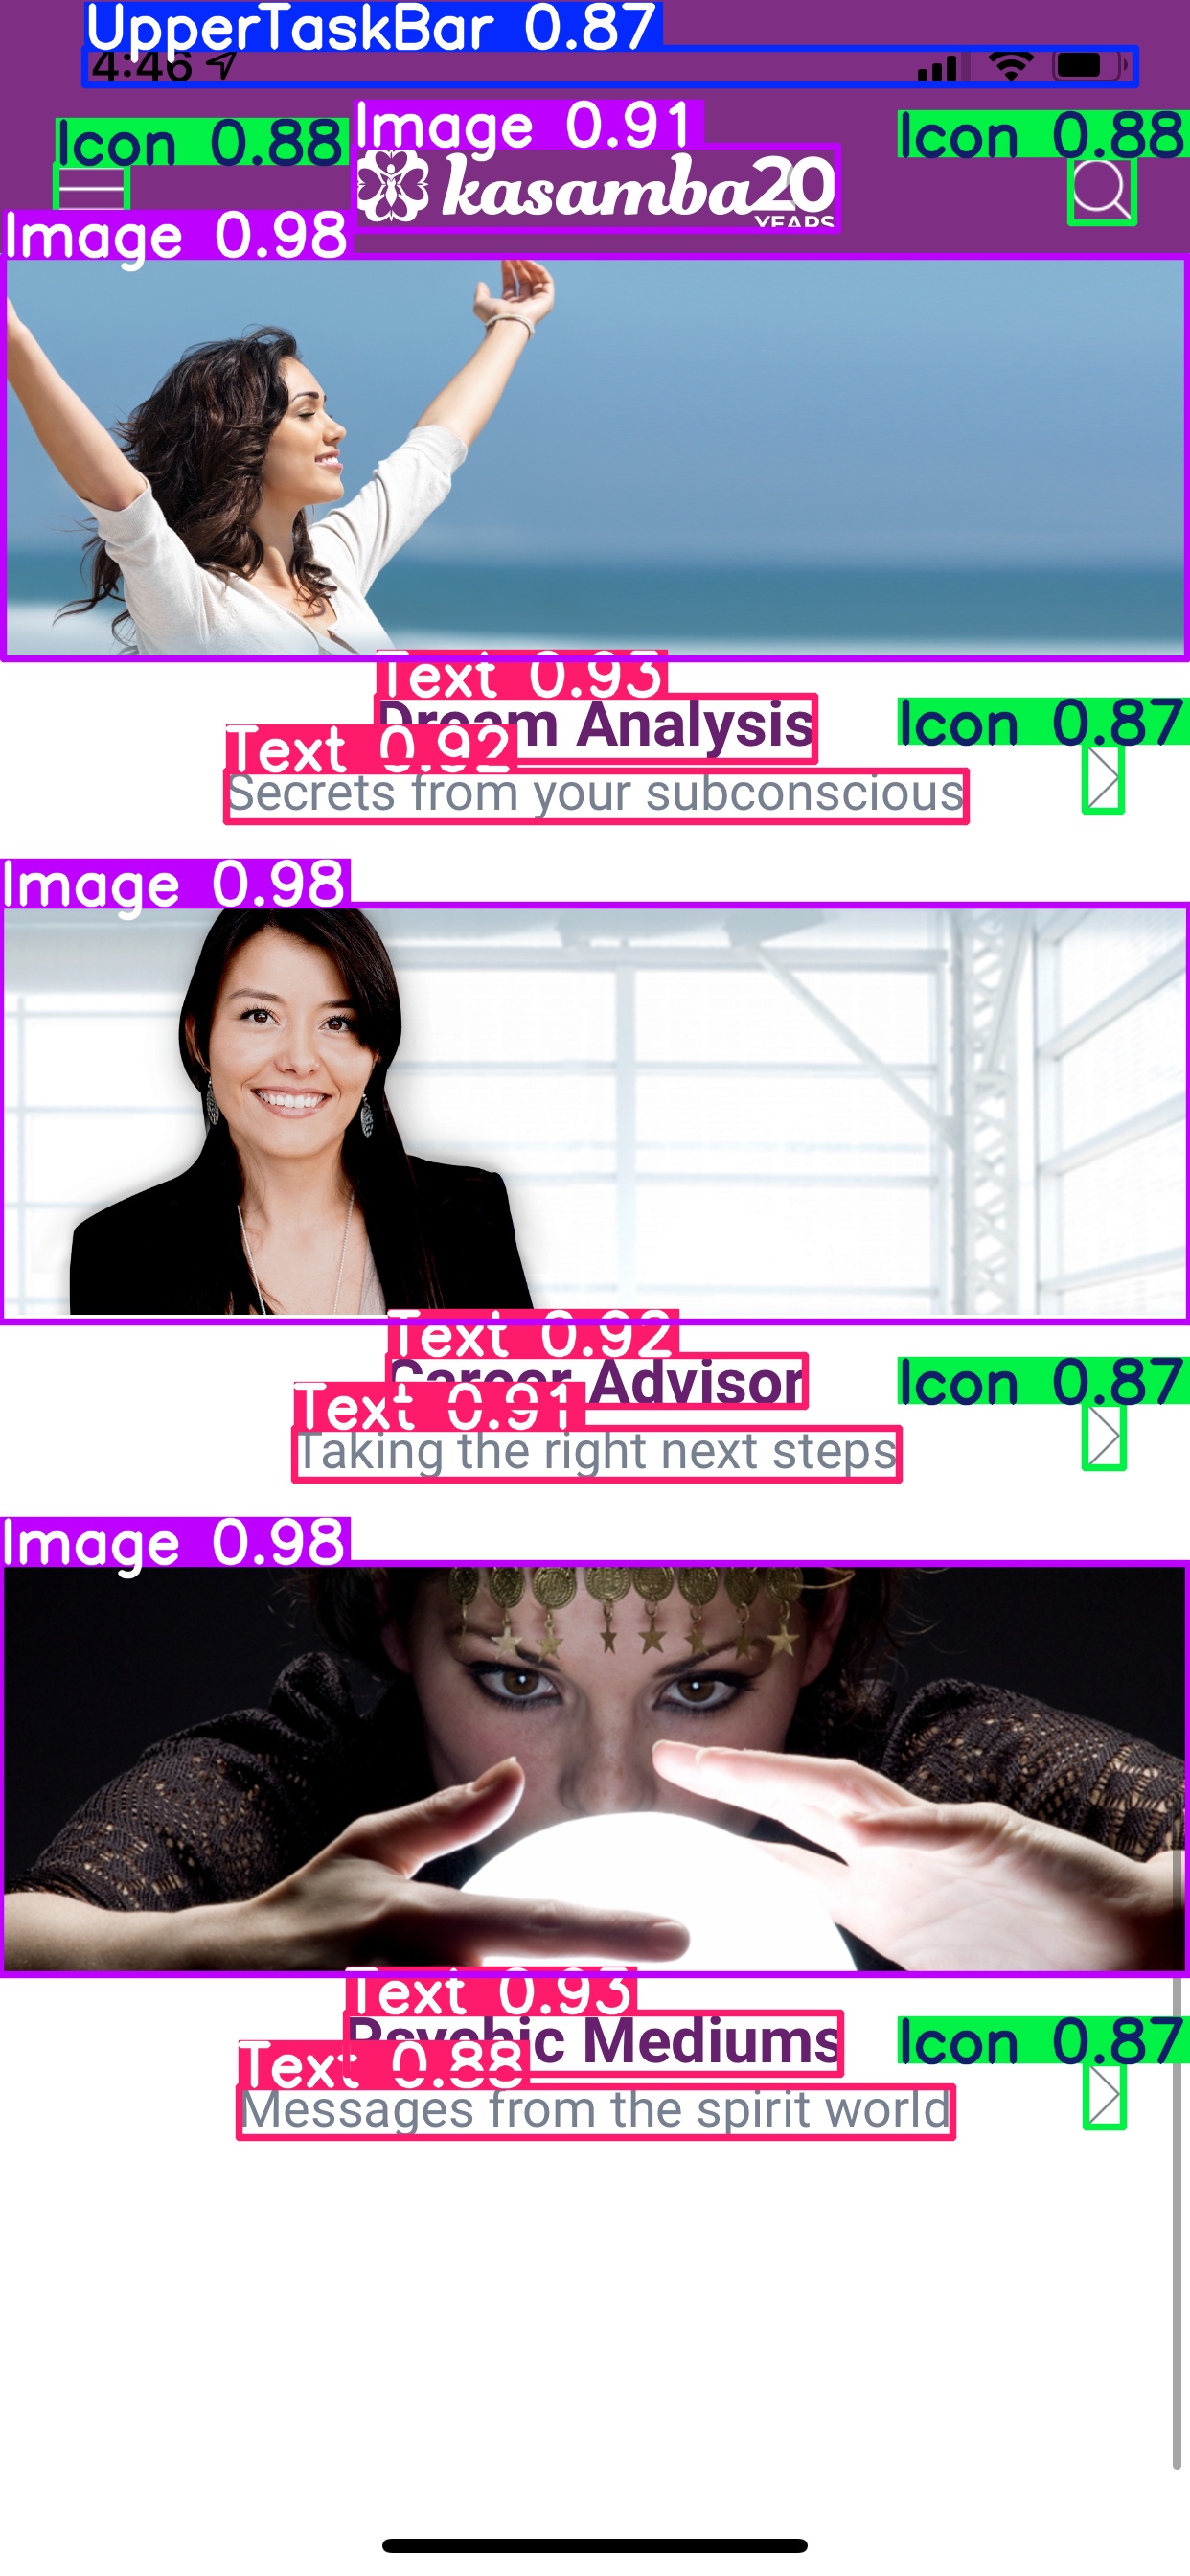 UpperTaskBar 0.87
4:46
Icon 0.88
Image 0.91
Icon 0.88
kasamba20
YEARS
Image 0.98
Text 0.93
Dream Analysis
Icon 0.87
Text 0.92
Secrets from your subconscious
Image 0.98
Text 0.92
Career Advisor
Icon 0.87
Text 0.91
Taking the right next steps
Image 0.98
Text 0.93
Psychic Mediums
Icon 0.87
Text 0.88
Messages from the spirit world